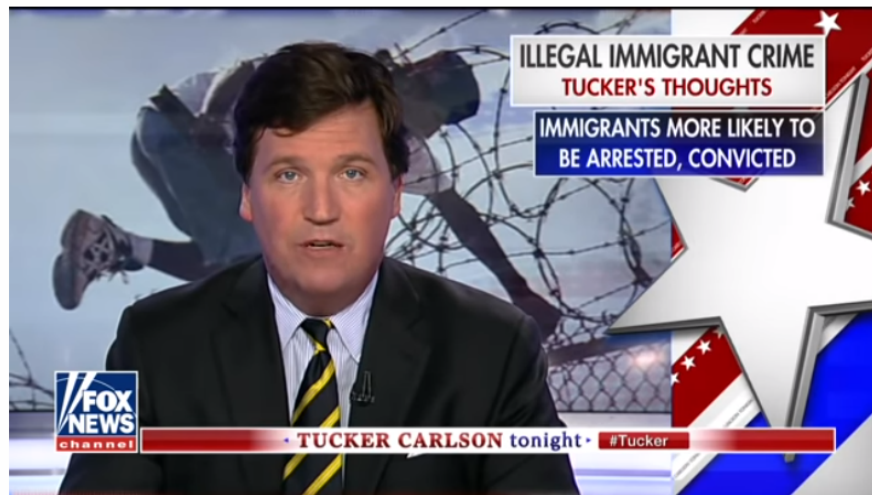 ILLEGAL IMMIGRANT CRIME
TUCKER'S THOUGHTS
IMMIGRANTS MORE LIKELY TO
BE ARRESTED, CONVICTED
FOX
NEWS
channel
TUCKER CARLSON tonight
#Tucker